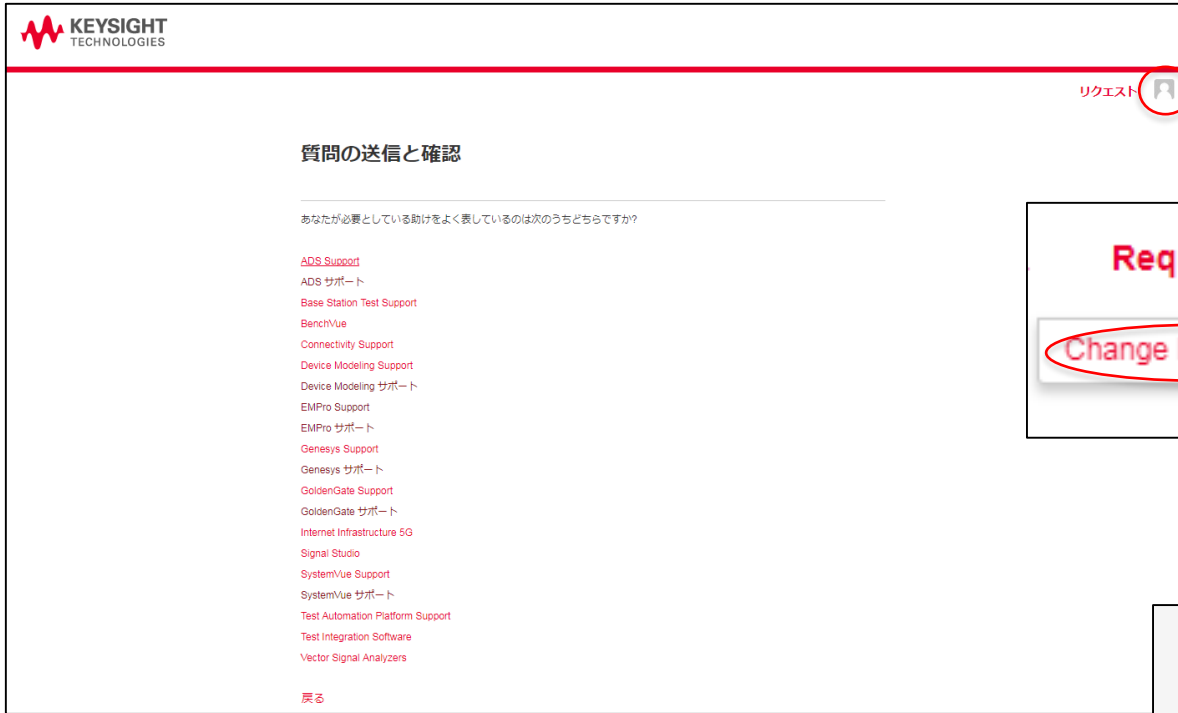 KEYSIGHT
TECHNOLOGIES
リクエスト
質問の送信と確認
あなたが必要としている助けをよく表しているのは次のうちどちらですか?
ADS Support
ADS サポート
Base Station Test Support
BenchVue
Connectivity Support
Device Modeling Support
Device Modeling サポート
EMPro Support
EMPro サポート
Genesys Support
Genesys サポート
GoldenGate Support
GoldenGate サポート
Internet Infrastructure 5G
Signal Studio
SystemVue Support
SystemVue サポート
Test Automation Platform Support
Test Integration Software
Vector Signal Analyzers
戻る
Req
Change